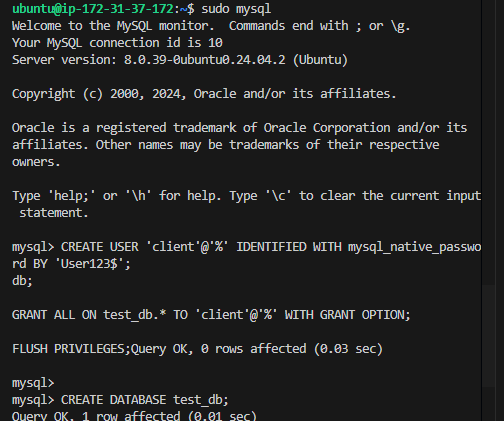 ubuntu@ip-172-31-37-172:~$ sudo mysql
Welcome to the MySQL monitor.  Commands end with ; or \g.
Your MySQL connection id is 10
Server version: 8.0.39-0ubuntu0.24.04.2 (Ubuntu)

Copyright (c) 2000, 2024, Oracle and/or its affiliates.

Oracle is a registered trademark of Oracle Corporation and/or its
affiliates. Other names may be trademarks of their respective
owners.

Type 'help;' or '\h' for help. Type '\c' to clear the current input
 statement.

mysql> CREATE USER 'client'@'%' IDENTIFIED WITH mysql_native_passwo
rd BY 'User123$';
db;

GRANT ALL ON test_db.* TO 'client'@'%' WITH GRANT OPTION;

FLUSH PRIVILEGES;Query OK, 0 rows affected (0.03 sec)

mysql>
mysql> CREATE DATABASE test_db;
Query OK, 1 row affected (0.01 sec)